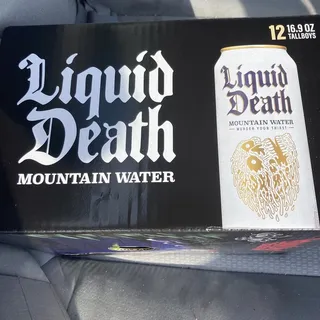 12 16.9 OZ
TALLBOYS
Liquid
Death
MOUNTAIN WATER
Liquid
Death
MOUNTAIN WATER
MURDER YOUR THIRST